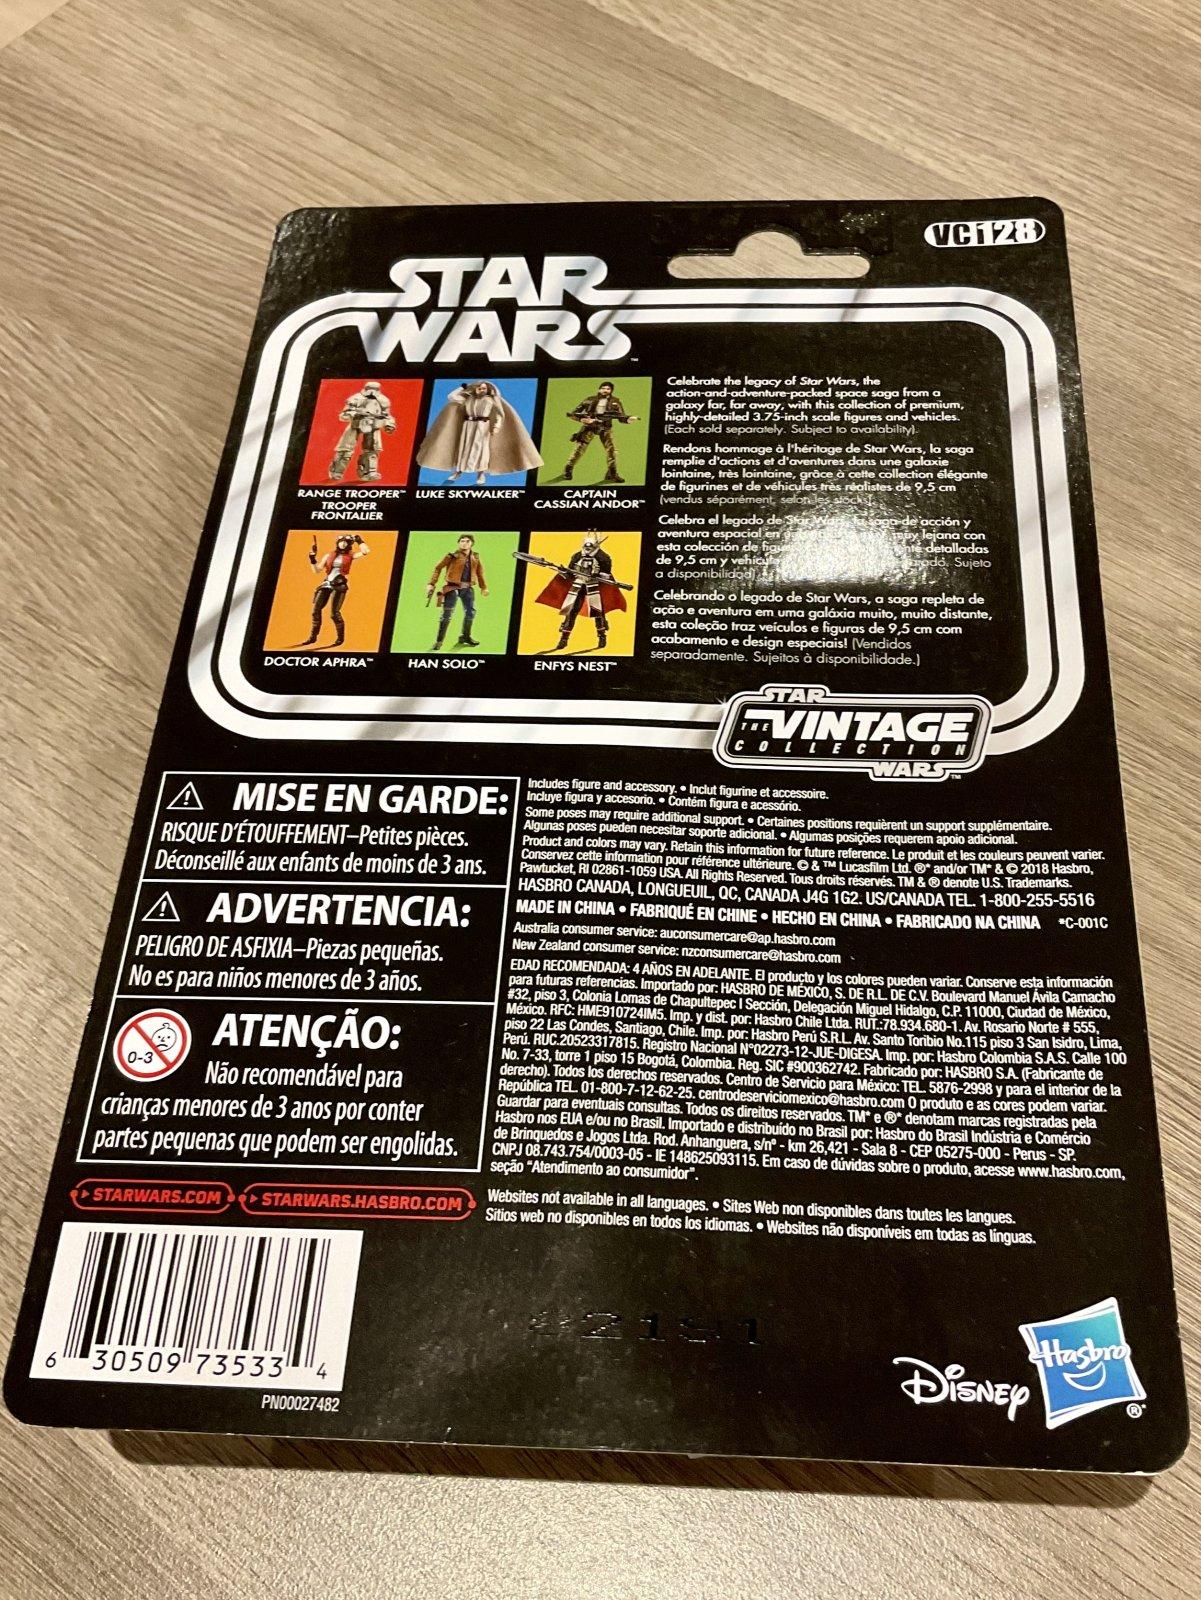 VC128
STAR
WARS™
RANGE TROOPER™
TROOPER
FRONTALIER
LUKE SKYWALKER™
CAPTAIN
CASSIAN ANDOR™
DOCTOR APHRA™
HAN SOLO™
ENFYS NEST™
Celebrate the legacy of Star Wars, the
action-and-adventure-packed space saga from a
galaxy far, far away, with this collection of premium,
highly-detailed 3.75-inch scale figures and vehicles.
(Each sold separately. Subject to availability).
Rendons hommage à l'héritage de Star Wars, la saga
remplie d'actions et d'aventures dans une galaxie
lointaine, très lointaine, grâce à cette collection élégante
de figurines et de véhicules très réalistes de 9,5 cm
(vendus séparément, selon les stocks).
Celebra el legado de Star Wars, la saga de acción y
aventura espacial en muy lejana con
esta colección de detalladas
de 9,5 cm y Sujeto
a disponibilidad).
Celebrando o legado de Star Wars, a saga repleta de
ação e aventura em uma galáxia muito, muito distante,
esta coleção traz veículos e figuras de 9,5 cm com
acabamento e design especiais! (Vendidos
separadamente. Sujeitos à disponibilidade.)
STAR
THE VINTAGE
COLLECTION
WARS™
MISE EN GARDE:
RISQUE D'ÉTOUFFEMENT–Petites pièces.
Déconseillé aux enfants de moins de 3 ans.
ADVERTENCIA:
PELIGRO DE ASFIXIA–Piezas pequeñas.
No es para niños menores de 3 años.
0-3
ATENÇÃO:
Não recomendável para
crianças menores de 3 anos por conter
partes pequenas que podem ser engolidas.
Includes figure and accessory. • Inclut figurine et accessoire.
Incluye figura y accesorio. • Contém figura e acessório.
Some poses may require additional support. • Certaines positions requièrent un support supplémentaire.
Algunas poses pueden necesitar soporte adicional. • Algumas posições requerem apoio adicional.
Product and colors may vary. Retain this information for future reference. Le produit et les couleurs peuvent varier.
Conservez cette information pour référence ultérieure. © & ™ Lucasfilm Ltd. ®* and/or TM* & © 2018 Hasbro,
Pawtucket, RI 02861-1059 USA. All Rights Reserved. Tous droits réservés. TM & ® denote U.S. Trademarks.
HASBRO CANADA, LONGUEUIL, QC, CANADA J4G 1G2. US/CANADA TEL. 1-800-255-5516
MADE IN CHINA • FABRIQUÉ EN CHINE • HECHO EN CHINA • FABRICADO NA CHINA *C-001C
Australia consumer service: auconsumercare@ap.hasbro.com
New Zealand consumer service: nzconsumercare@hasbro.com
EDAD RECOMENDADA: 4 AÑOS EN ADELANTE. El producto y los colores pueden variar. Conserve esta información
para futuras referencias. Importado por: HASBRO DE MÉXICO, S. DE R.L. DE C.V. Boulevard Manuel Ávila Camacho
#32, piso 3, Colonia Lomas de Chapultepec I Sección, Delegación Miguel Hidalgo, C.P. 11000, Ciudad de México,
México. RFC: HME910724IM5. Imp. y dist. por: Hasbro Chile Ltda. RUT.:78.934.680-1. Av. Rosario Norte # 555,
piso 22 Las Condes, Santiago, Chile. Imp. por: Hasbro Perú S.R.L. Av. Santo Toribio No.115 piso 3 San Isidro, Lima,
Perú. RUC.20523317815. Registro Nacional N°02273-12-JUE-DIGESA. Imp. por: Hasbro Colombia S.A.S. Calle 100
No. 7-33, torre 1 piso 15 Bogotá, Colombia. Reg. SIC #900362742. Fabricado por: HASBRO S.A. (Fabricante de
derecho). Todos los derechos reservados. Centro de Servicio para México: TEL. 5876-2998 y para el interior de la
República TEL. 01-800-7-12-62-25. centrodeserviciomexico@hasbro.com O produto e as cores podem variar.
Guardar para eventuais consultas. Todos os direitos reservados. TM* e ®* denotam marcas registradas pela
Hasbro nos EUA e/ou no Brasil. Importado e distribuído no Brasil por: Hasbro do Brasil Indústria e Comércio
de Brinquedos e Jogos Ltda. Rod. Anhanguera, s/nº - km 26,421 - Sala 8 - CEP 05275-000 - Perus - SP.
CNPJ 08.743.754/0003-05 - IE 148625093115. Em caso de dúvidas sobre o produto, acesse www.hasbro.com,
seção "Atendimento ao consumidor".
STARWARS.COM
STARWARS.HASBRO.COM
Websites not available in all languages. • Sites Web non disponibles dans toutes les langues.
Sitios web no disponibles en todos los idiomas. • Websites não disponíveis em todas as línguas.
6 30509 73533 4
PN00027482
DISNEY
Hasbro®